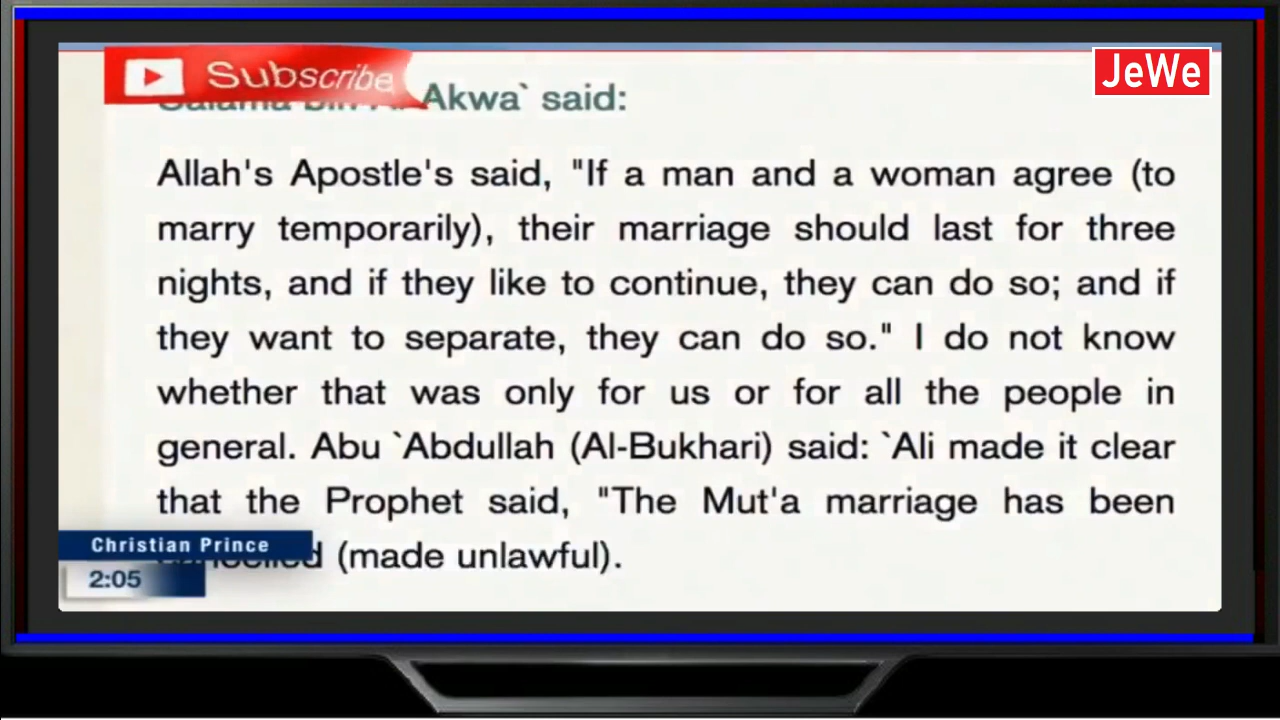 Subscribe
JeWe
Akwa` said:
Allah's Apostle's said, "If a man and a woman agree (to
marry temporarily), their marriage should last for three
nights, and if they like to continue, they can do so; and if
they want to separate, they can do so." I do not know
whether that was only for us or for all the people in
general. Abu `Abdullah (Al-Bukhari) said: `Ali made it clear
that the Prophet said, "The Mut'a marriage has been
(made unlawful).
Christian Prince
2:05